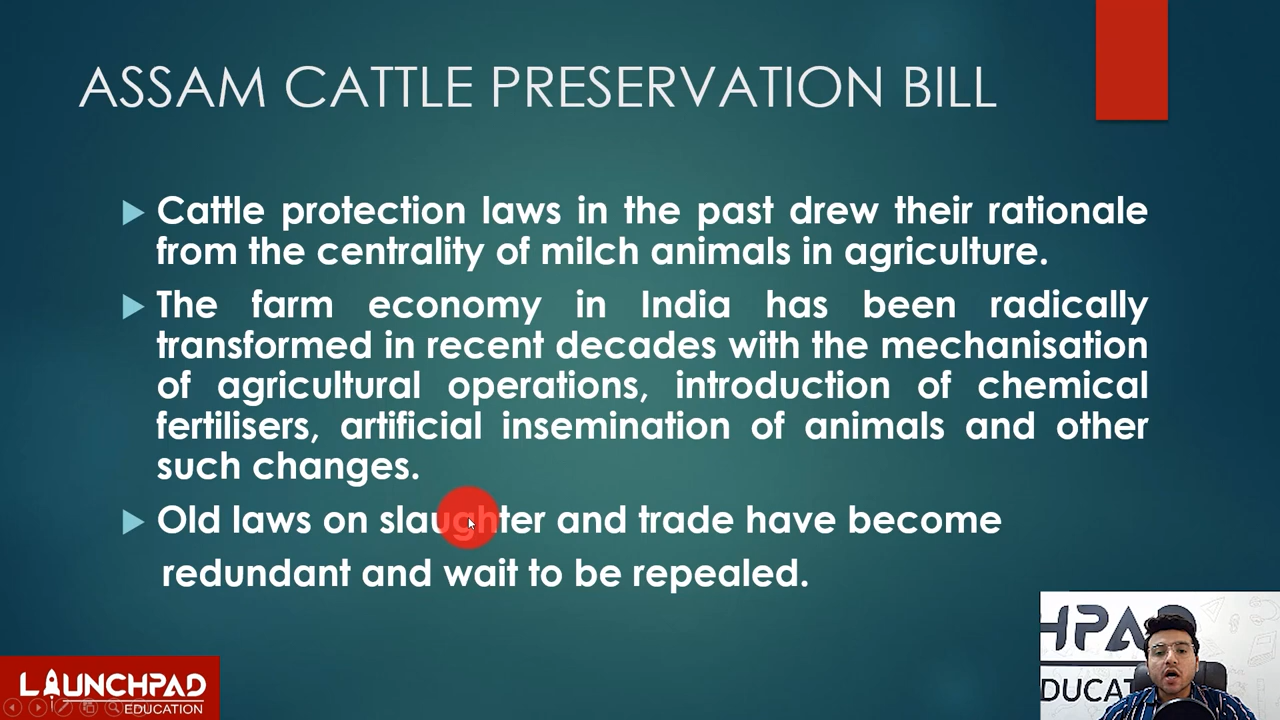 ASSAM CATTLE PRESERVATION BILL
Cattle protection laws in the past drew their rationale
from the centrality of milch animals in agriculture.
The farm economy in India has been radically
transformed in recent decades with the mechanisation
of agricultural operations, introduction of chemical
fertilisers, artificial insemination of animals and other
such changes.
Old laws on slaughter and trade have become
redundant and wait to be repealed.
HPAD
DUCAT
LAUNCHPAD
EDUCATION